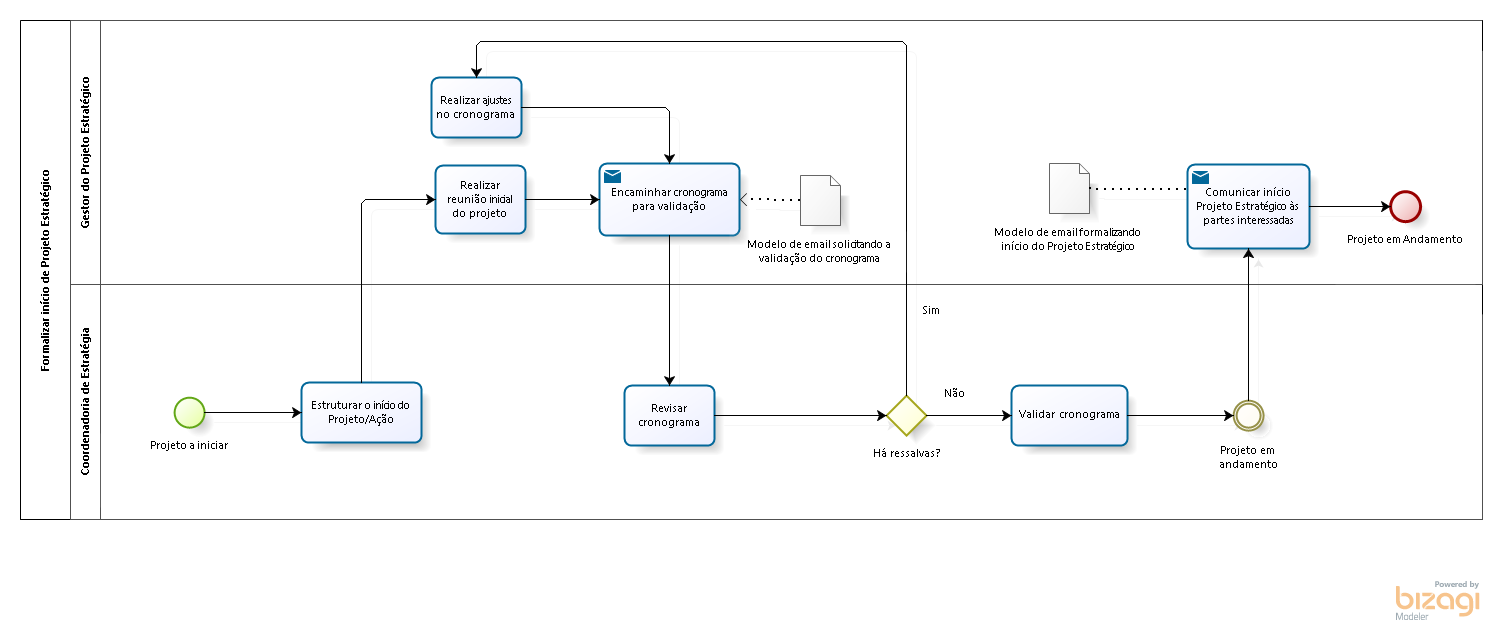 Formalizar início de Projeto Estratégico
Gestor do Projeto Estratégico
Realizar ajustes
no cronograma
Realizar
reunião inicial
do projeto
Encaminhar cronograma
para validação
Modelo de email solicitando a
validação do cronograma
Modelo de email formalizando
início do Projeto Estratégico
Comunicar início
Projeto Estratégico às
partes interessadas
Projeto em Andamento
Coordenadoria de Estratégia
Projeto a iniciar
Estruturar o início do
Projeto/Ação
Revisar
cronograma
Sim
Não
Há ressalvas?
Validar cronograma
Projeto em
andamento
Powered by
bizagi
Modeler